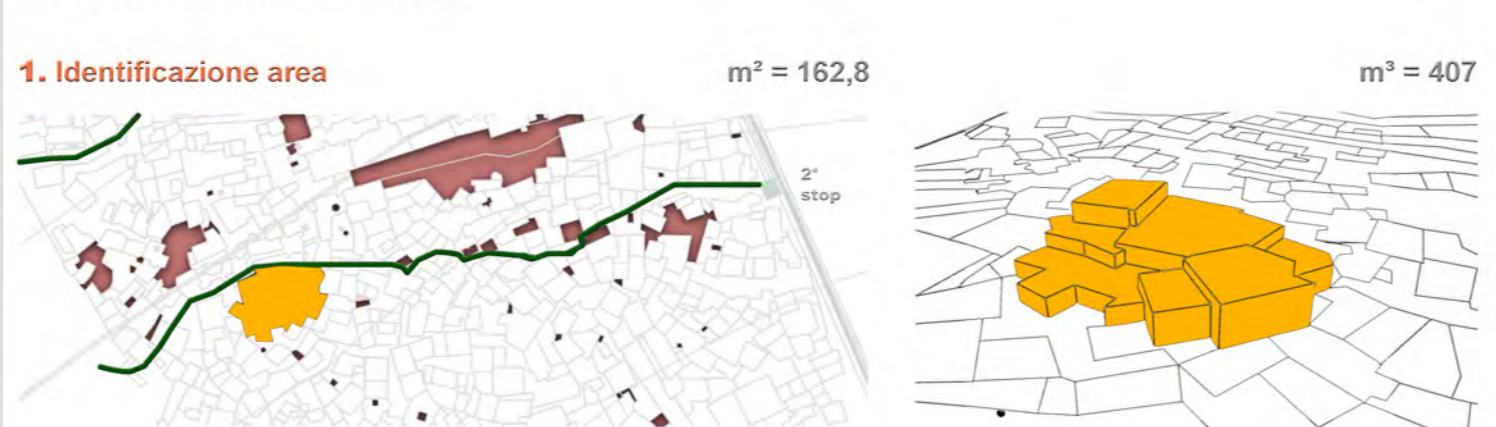 1. Identificazione area
m² = 162,8
m³ = 407
2°
stop